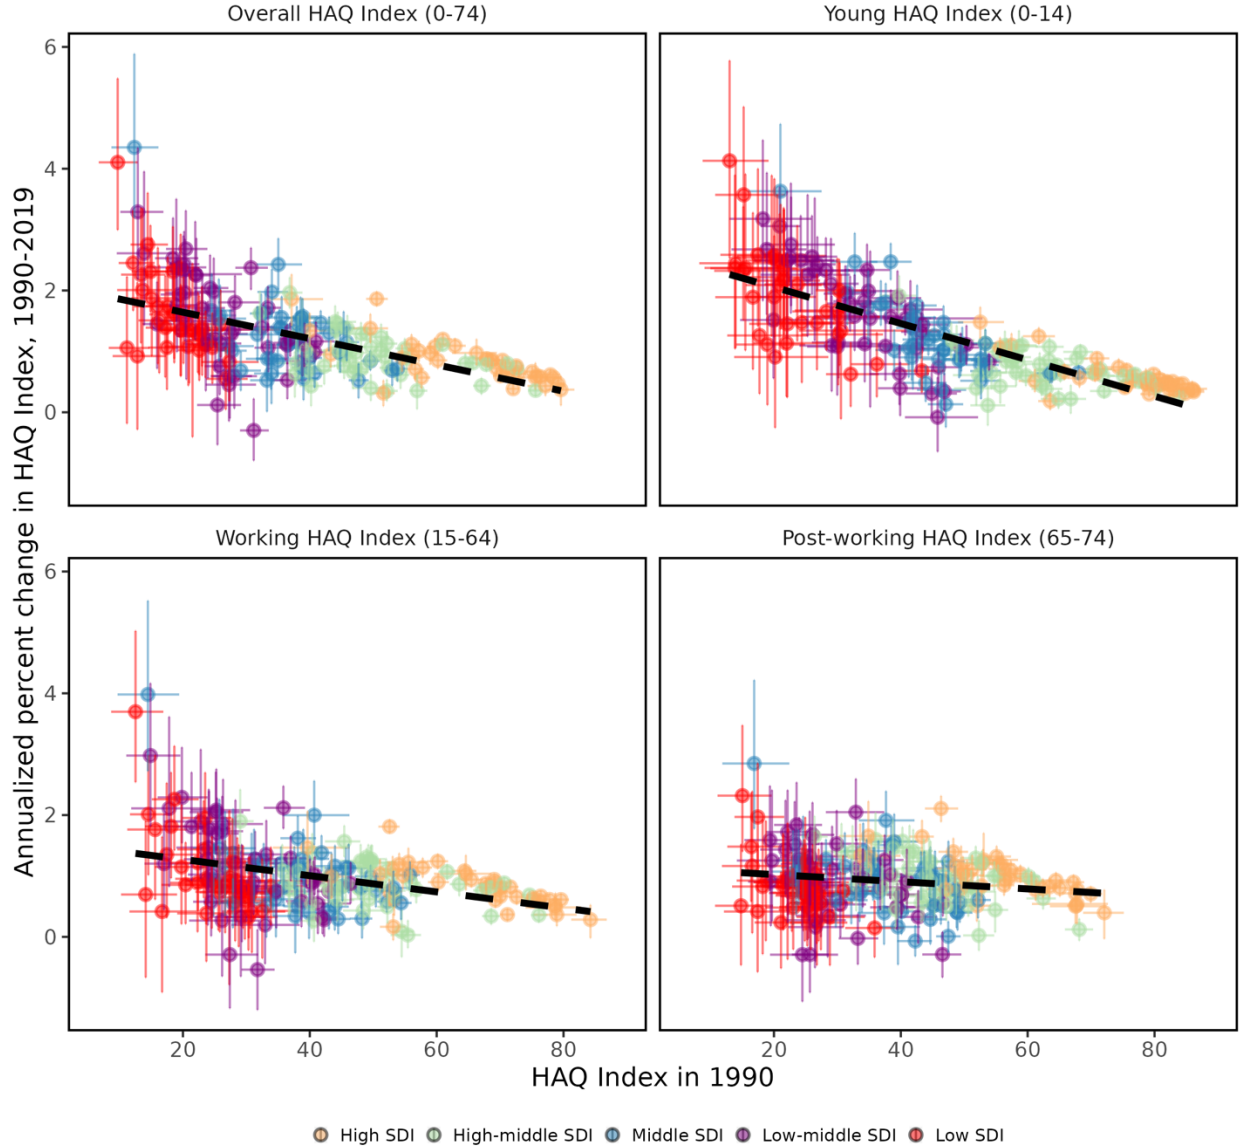 Overall HAQ Index (0-74)
Young HAQ Index (0-14)
6
4
2
0
Working HAQ Index (15-64)
Post-working HAQ Index (65-74)
6
4
2
0
20
40
60
80
20
40
60
80
Annualized percent change in HAQ Index, 1990-2019
HAQ Index in 1990
High SDI
High-middle SDI
Middle SDI
Low-middle SDI
Low SDI